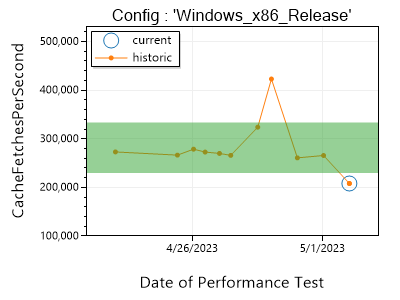 Config : 'Windows_x86_Release'
current
historic
500,000
400,000
300,000
200,000
100,000
CacheFetchesPerSecond
4/26/2023
5/1/2023
Date of Performance Test